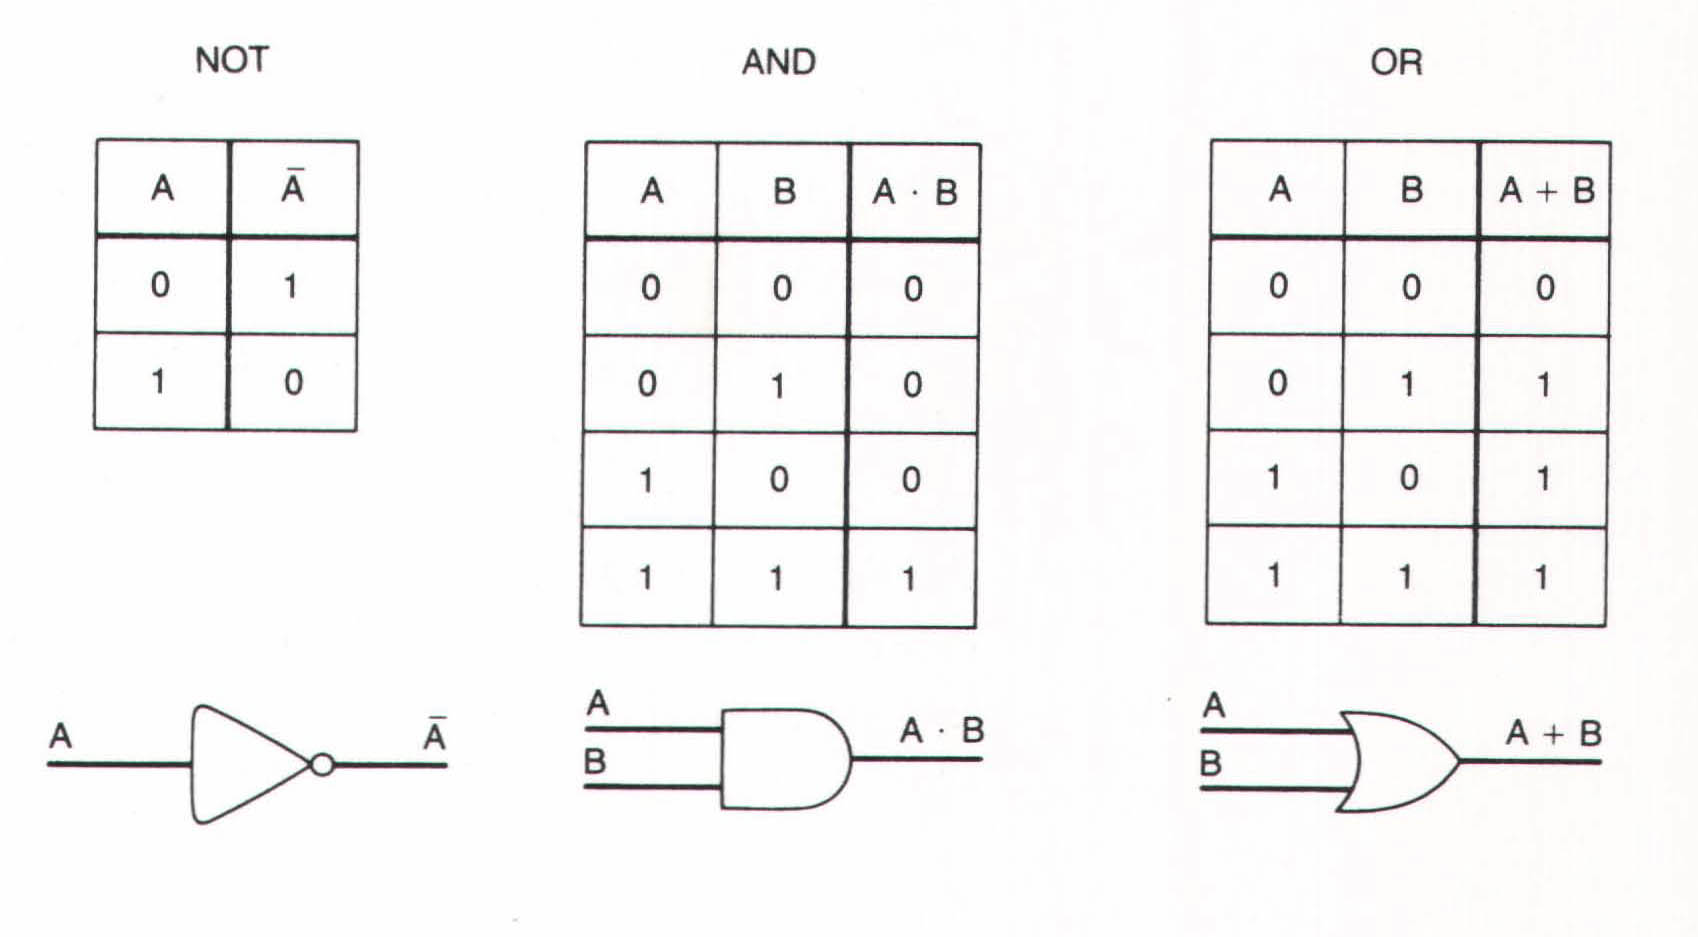 NOT
A Ā
0 1
1 0
A Ā
AND
A B A · B
0 0 0
0 1 0
1 0 0
1 1 1
A
B
A · B
OR
A B A + B
0 0 0
0 1 1
1 0 1
1 1 1
A
B
A + B